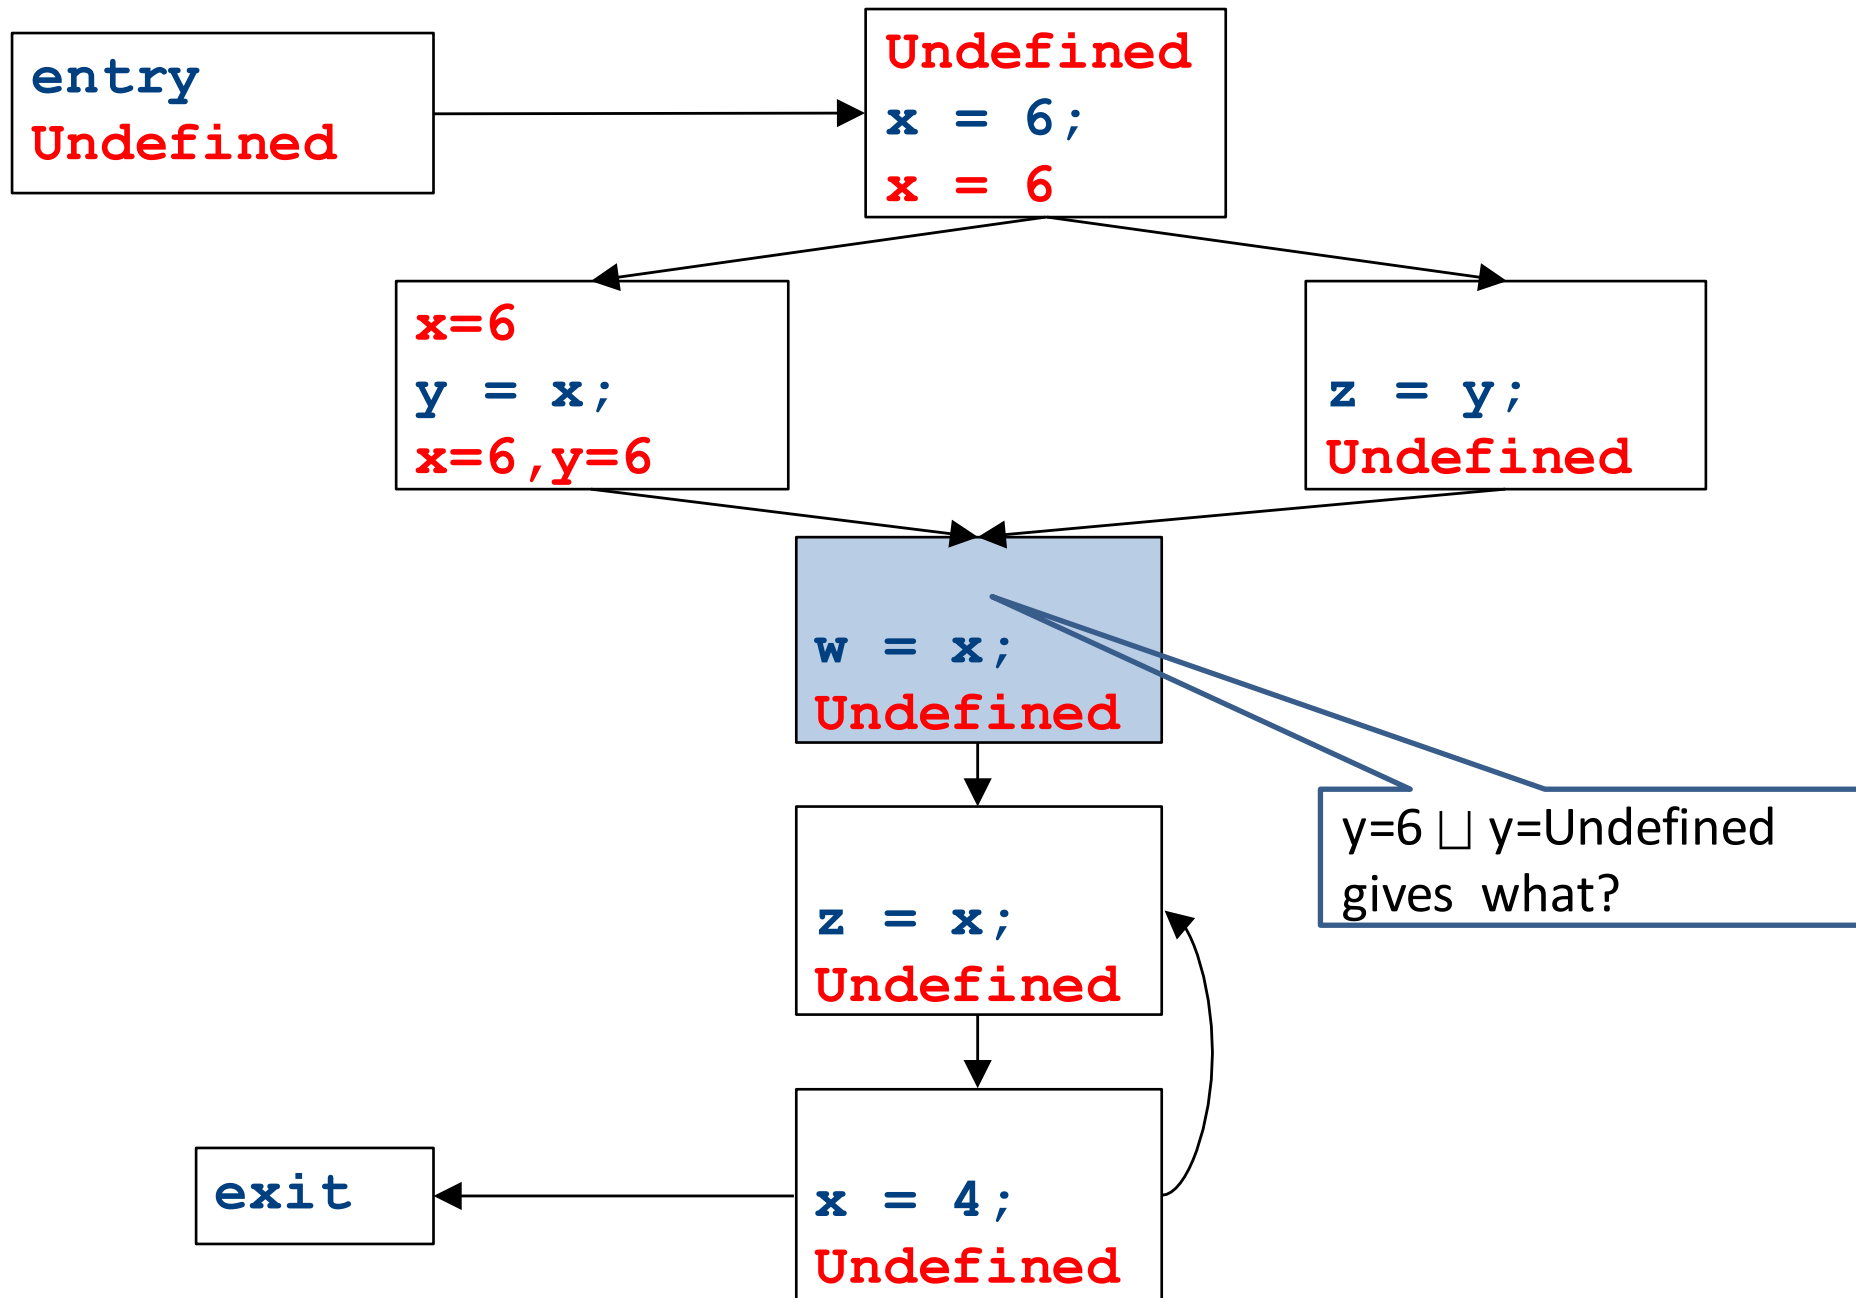 entry
Undefined
Undefined
x = 6;
x = 6
x=6
y = x;
x=6,y=6
z = y;
Undefined
w = x;
Undefined
y=6 ⊔ y=Undefined
gives what?
z = x;
Undefined
x = 4;
Undefined
exit